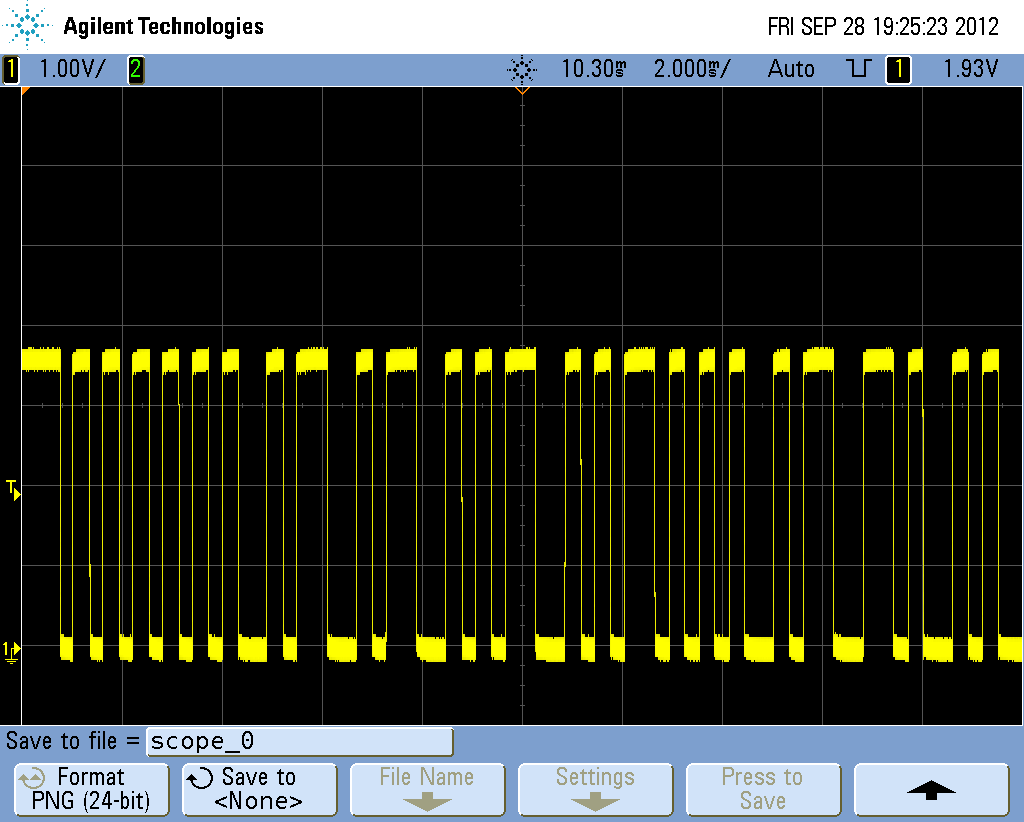 Agilent Technologies
FRI SEP 28 19:25:23 2012
1 1.00V/ 2 10.30ms 2.000ms/ Auto 1 1.93V
T
1
Save to file = scope_0
Format
PNG (24-bit)
Save to
<None>
File Name
Settings
Press to
Save